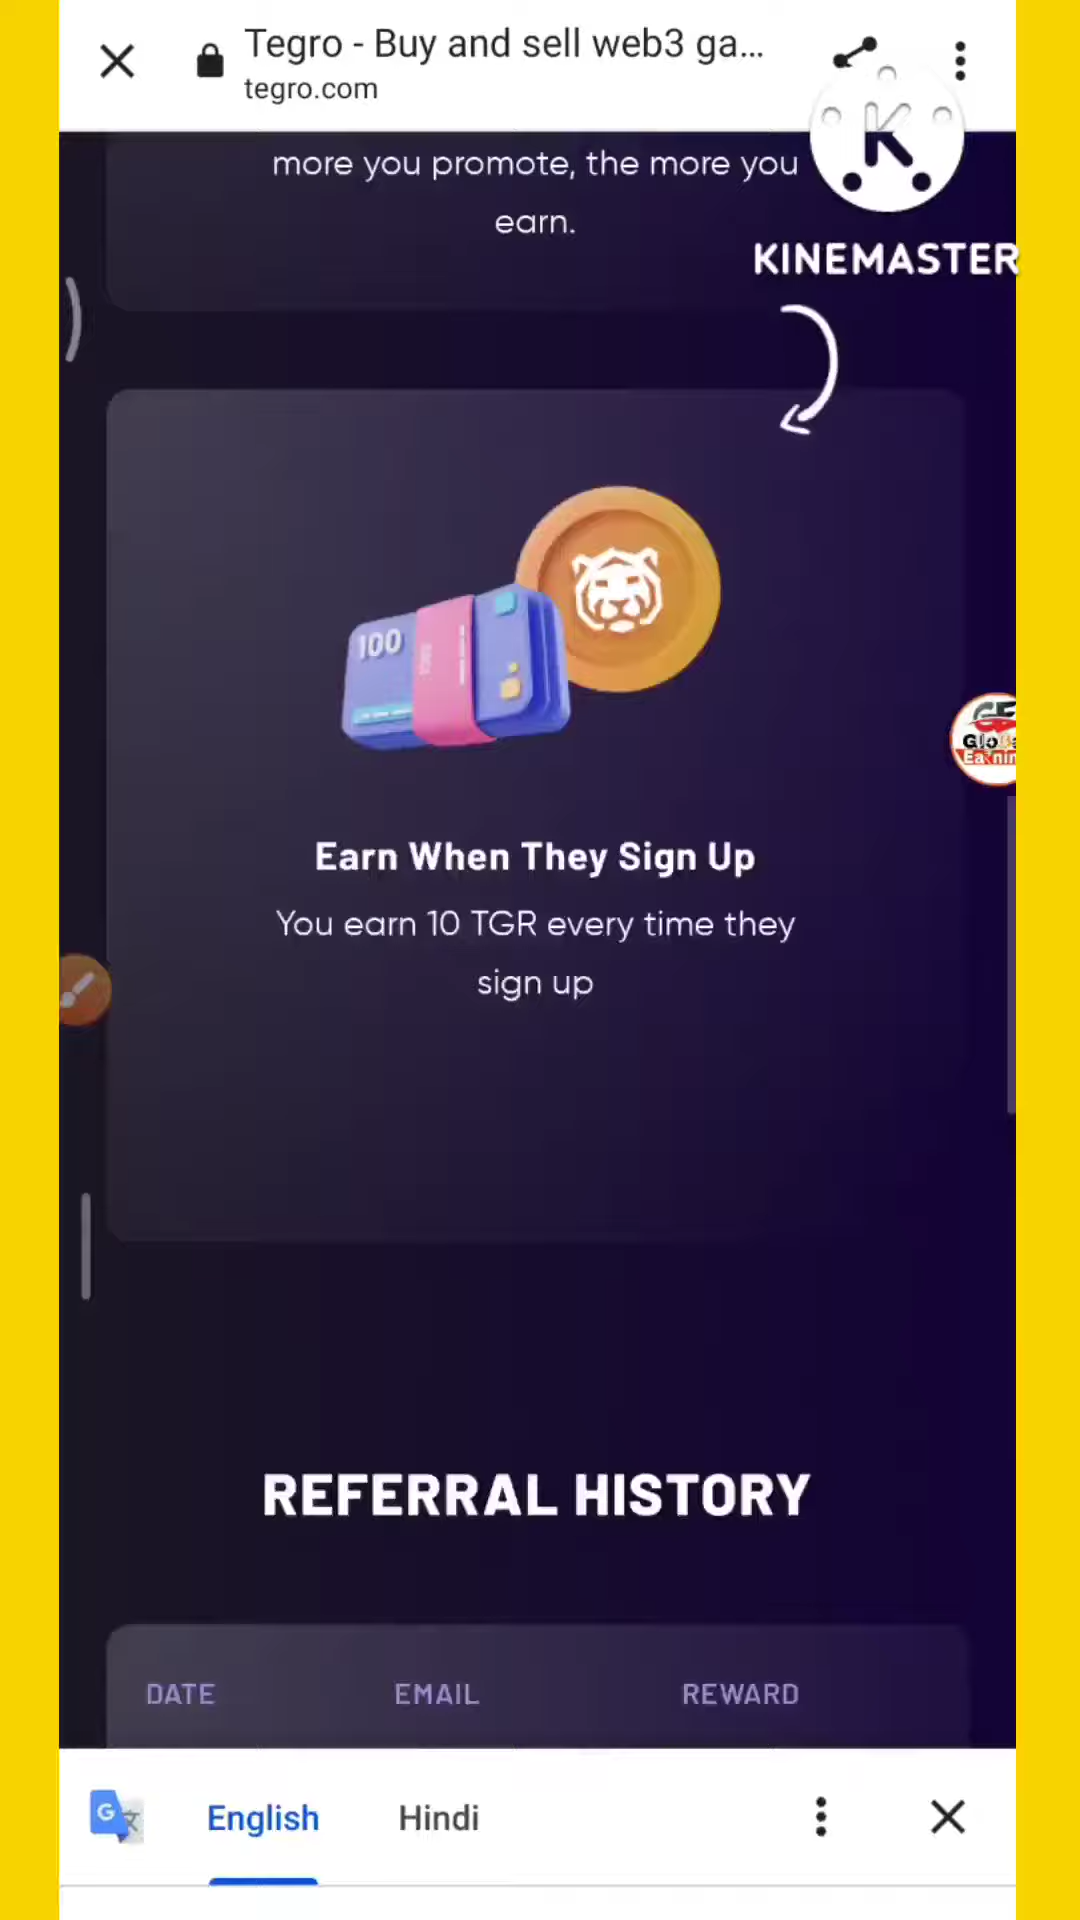 Tegro - Buy and sell web3 ga...
tegro.com
more you promote, the more you
earn.
K
KINEMASTER
100
GE
Earn When They Sign Up
You earn 10 TGR every time they
sign up
REFERRAL HISTORY
DATE EMAIL REWARD
G English Hindi